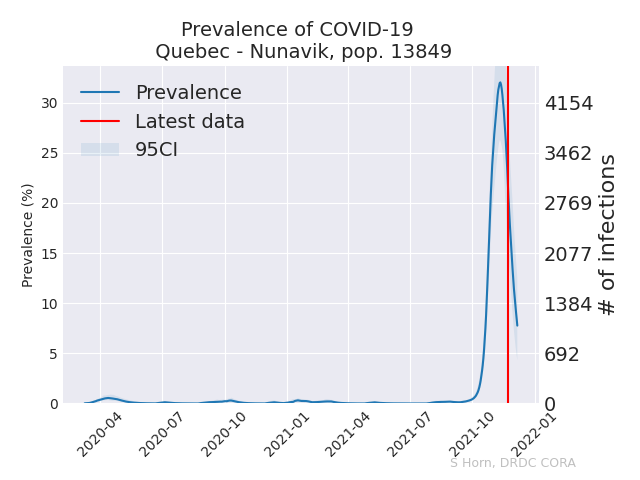 Prevalence of COVID-19
Quebec - Nunavik, pop. 13849
Prevalence
Latest data
95CI
Prevalence (%)
30
25
20
15
10
5
0
4154
3462
2769
2077
1384
692
0
# of infections
2020-04
2020-07
2020-10
2021-01
2021-04
2021-07
2021-10
2022-01
S Horn, DRDC CORA